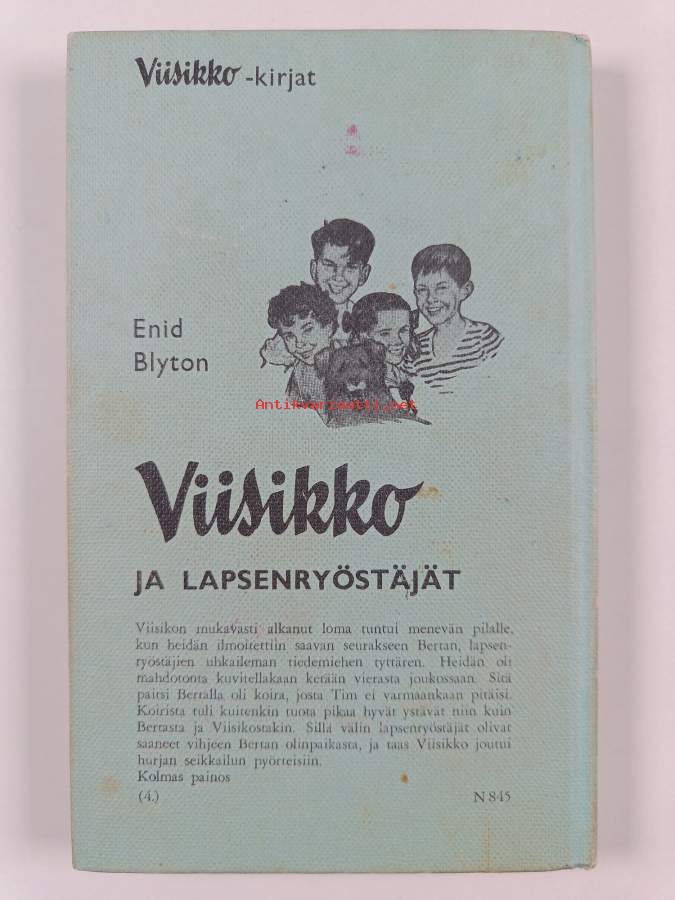 Viisikko -kirjat
Enid
Blyton
Antikvariaatti.net
Viisikko
JA LAPSENRYÖSTÄJÄT
Viisikon mukavasti alkanut loma tuntui menevän pilalle,
kun heidän ilmoitettiin saavan seurakseen Bertan, lapsen-
ryöstäjien uhkaileman tiedemiehen tyttären. Heidän oli
mahdotonta kuvitellakaan kerään vierasta joukossaan. Sitä
paitsi Bertalla oli koira, josta Tim ei varmaankaan pitäisi.
Koirista tuli kuitenkin tuota pikaa hyvät ystävät niin kuin
Bertasta ja Viisikostakin. Sillä välin lapsenryöstäjät olivat
saaneet vihjeen Bertan olinpaikasta, ja taas Viisikko joutui
hurjan seikkailun pyörteisiin.
Kolmas painos
(4.) N 845